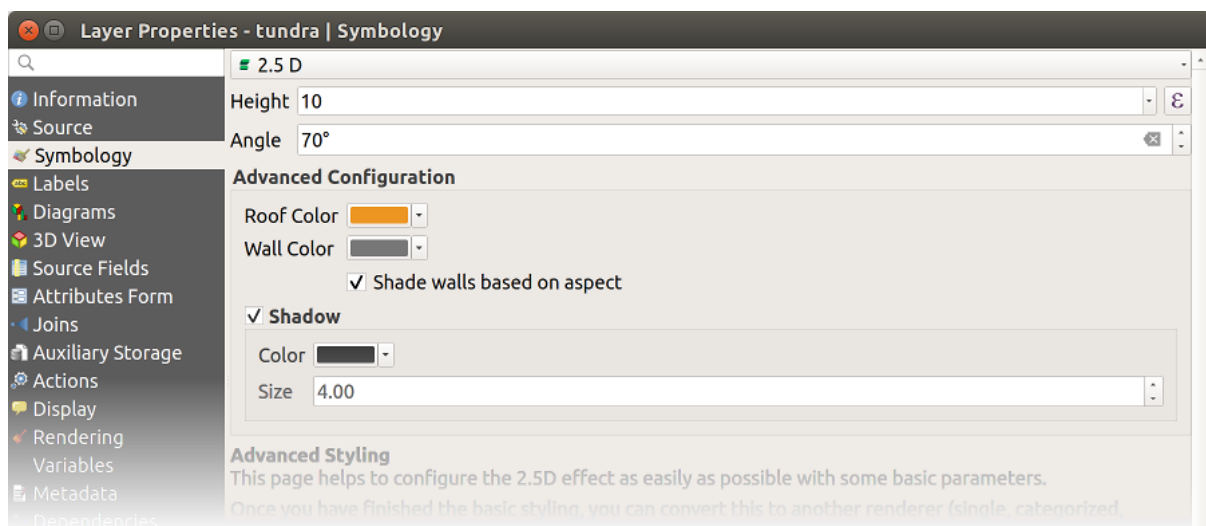 Layer Properties - tundra | Symbology
2.5 D
Information
Height 10 ε
Source
Angle 70°
Symbology
Advanced Configuration
Labels
Roof Color
Diagrams
Wall Color
3D View
Shade walls based on aspect
Source Fields
Attributes Form
Shadow
Joins
Auxiliary Storage
Color
Actions
Size 4.00
Display
Rendering
Advanced Styling
Variables
This page helps to configure the 2.5D effect as easily as possible with some basic parameters.
Metadata
Once you have finished the basic styling, you can convert this to another renderer (single, categorized,
Dependencies